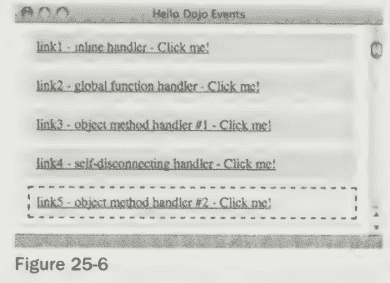 Hello Dojo Events
link1 - inline handler - Click me!
link2 - global function handler - Click me!
link3 - object method handler #1 - Click me!
link4 - self-disconnecting handler - Click me!
link5 - object method handler #2 - Click me!
Figure 25-6